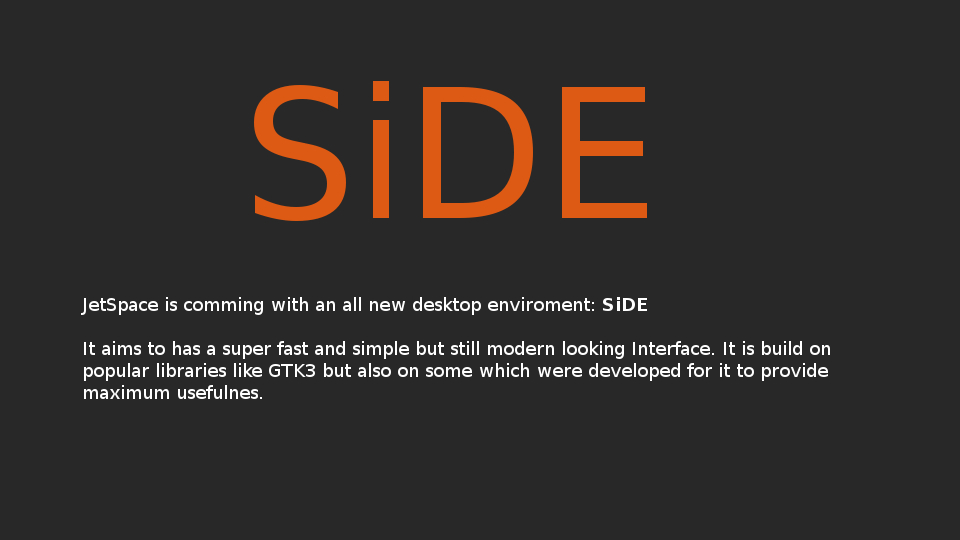 SiDE
JetSpace is comming with an all new desktop enviroment: SiDE
It aims to has a super fast and simple but still modern looking Interface. It is build on
popular libraries like GTK3 but also on some which were developed for it to provide
maximum usefulnes.